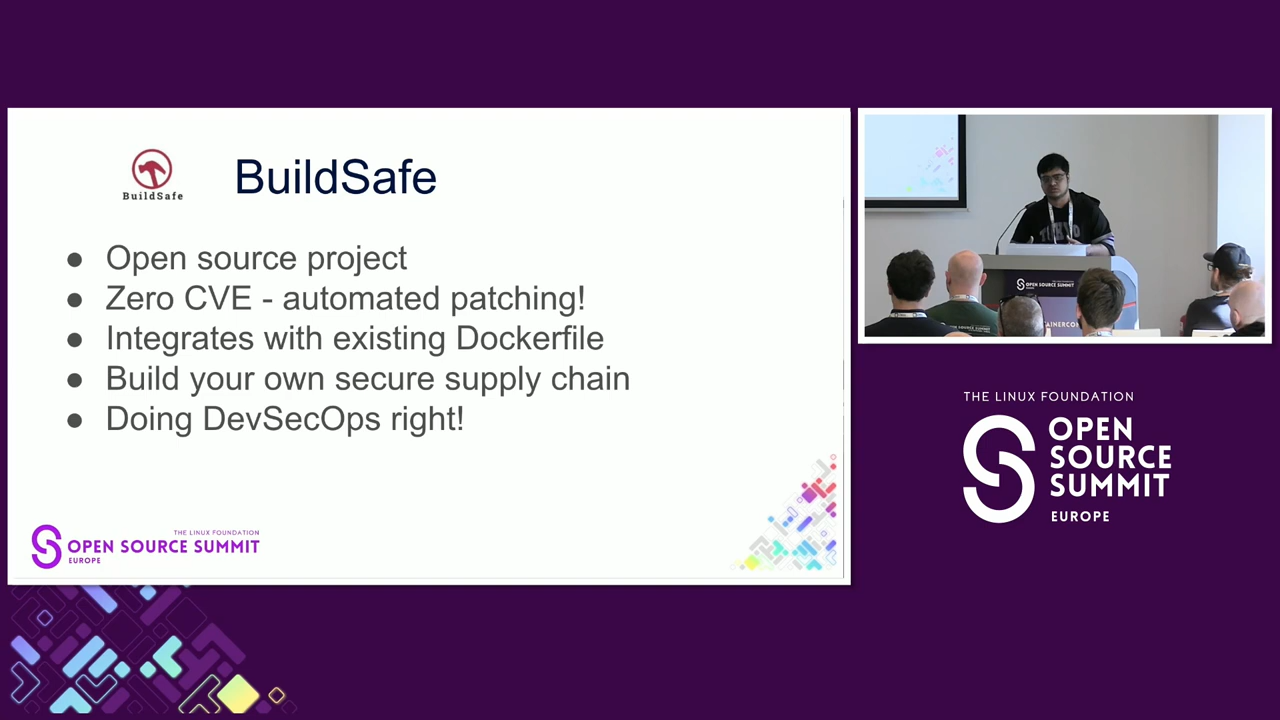 BuildSafe
BuildSafe
● Open source project
● Zero CVE - automated patching!
● Integrates with existing Dockerfile
● Build your own secure supply chain
● Doing DevSecOps right!
THE LINUX FOUNDATION
OPEN SOURCE SUMMIT
EUROPE
OPEN SOURCE SUMMIT
THE LINUX FOUNDATION
OPEN
SOURCE
SUMMIT
EUROPE